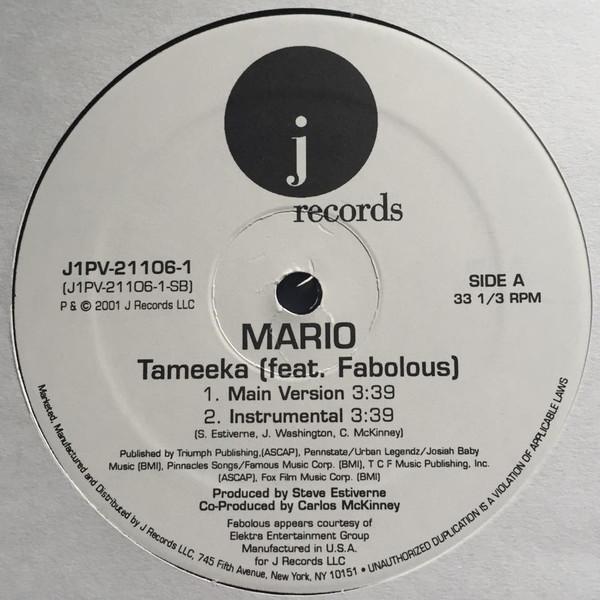 j
records
J1PV-21106-1
(J1PV-21106-1-SB)
P & © 2001 J Records LLC
SIDE A
33 1/3 RPM
MARIO
Tameeka (feat. Fabolous)
1. Main Version 3:39
2. Instrumental 3:39
(S. Estiverne, J. Washington, C. McKinney)
Published by Triumph Publishing,(ASCAP), Pennstate/Urban Legendz/Josiah Baby
Music (BMI), Pinnacles Songs/Famous Music Corp. (BMI), T C F Music Publishing, Inc.
(ASCAP), Fox Film Music Corp. (BMI)
Produced by Steve Estiverne
Co-Produced by Carlos McKinney
Fabolous appears courtesy of
Elektra Entertainment Group
Manufactured in U.S.A.
for J Records LLC
Marketed, Manufactured and Distributed by J Records LLC, 745 Fifth Avenue, New York, NY 10151 • UNAUTHORIZED DUPLICATION IS A VIOLATION OF APPLICABLE LAWS